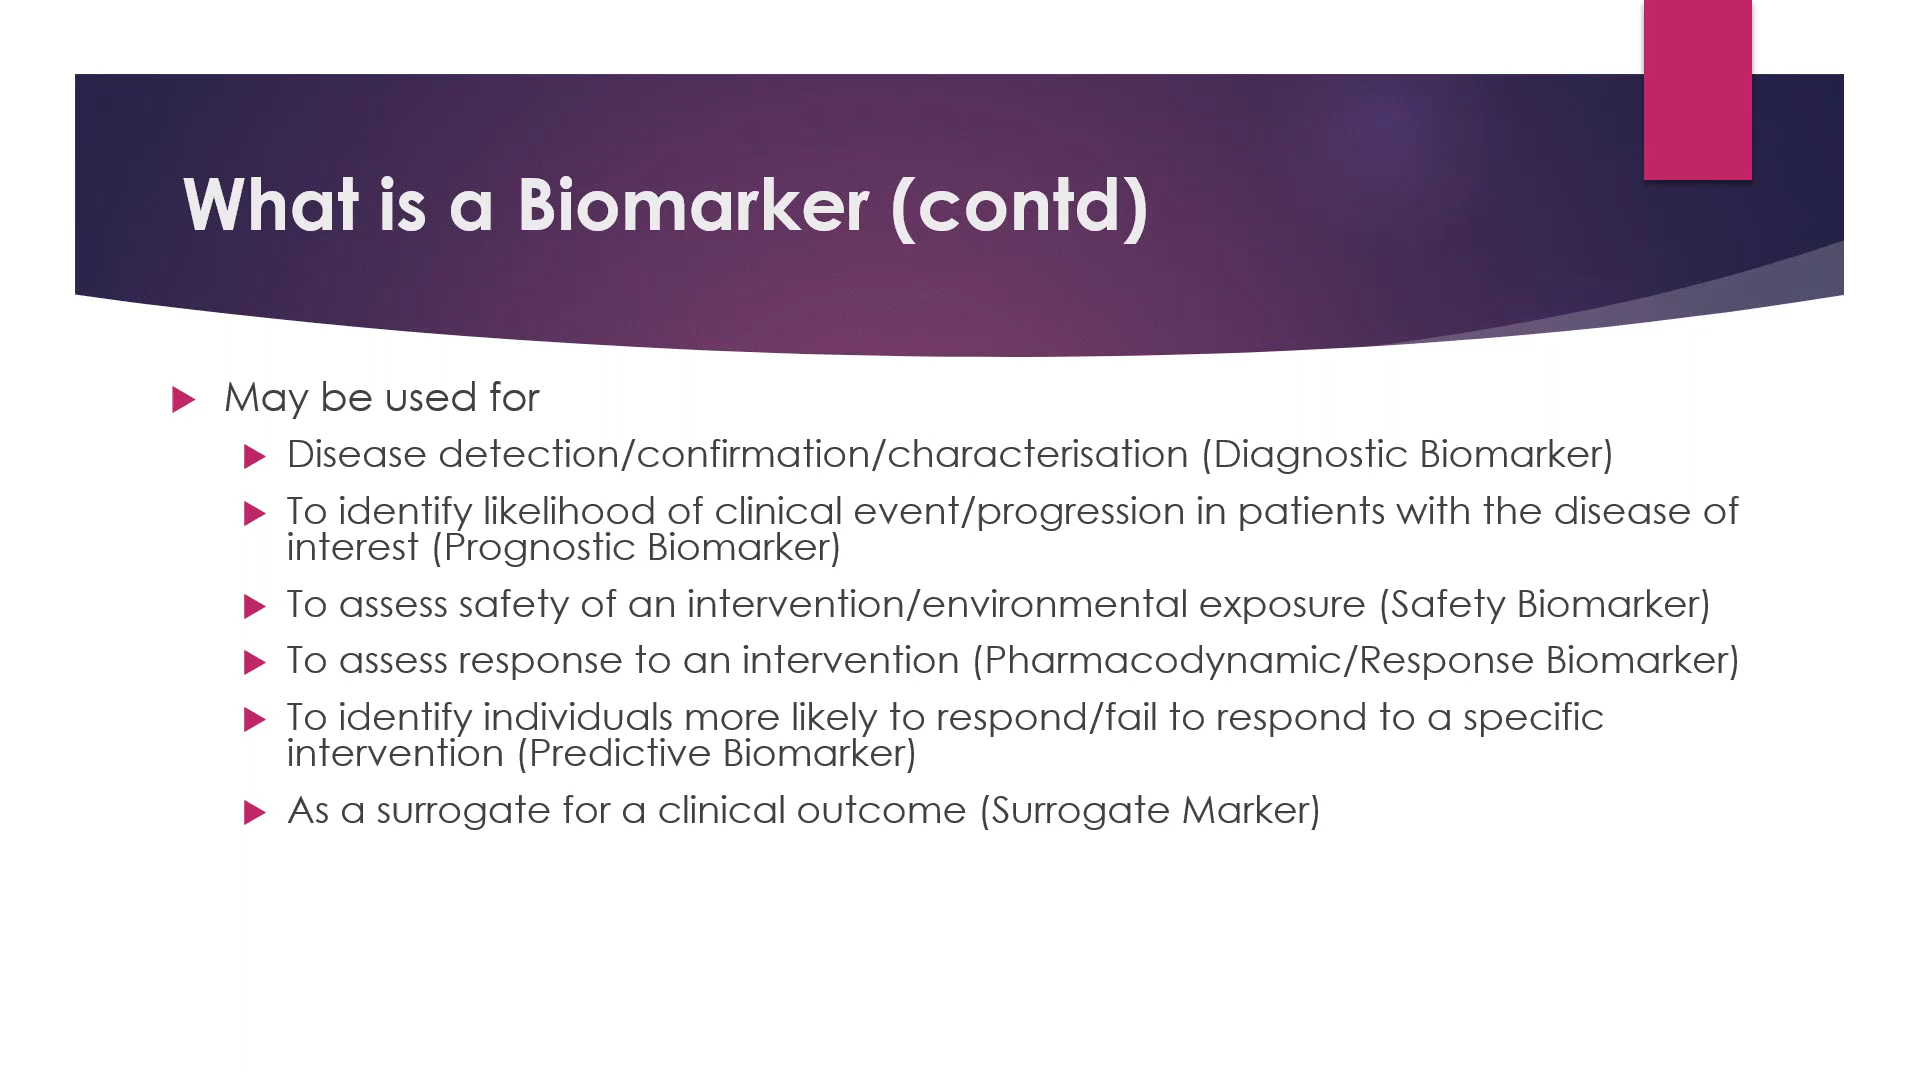 What is a Biomarker (contd)
May be used for
Disease detection/confirmation/characterisation (Diagnostic Biomarker)
To identify likelihood of clinical event/progression in patients with the disease of
interest (Prognostic Biomarker)
To assess safety of an intervention/environmental exposure (Safety Biomarker)
To assess response to an intervention (Pharmacodynamic/Response Biomarker)
To identify individuals more likely to respond/fail to respond to a specific
intervention (Predictive Biomarker)
As a surrogate for a clinical outcome (Surrogate Marker)